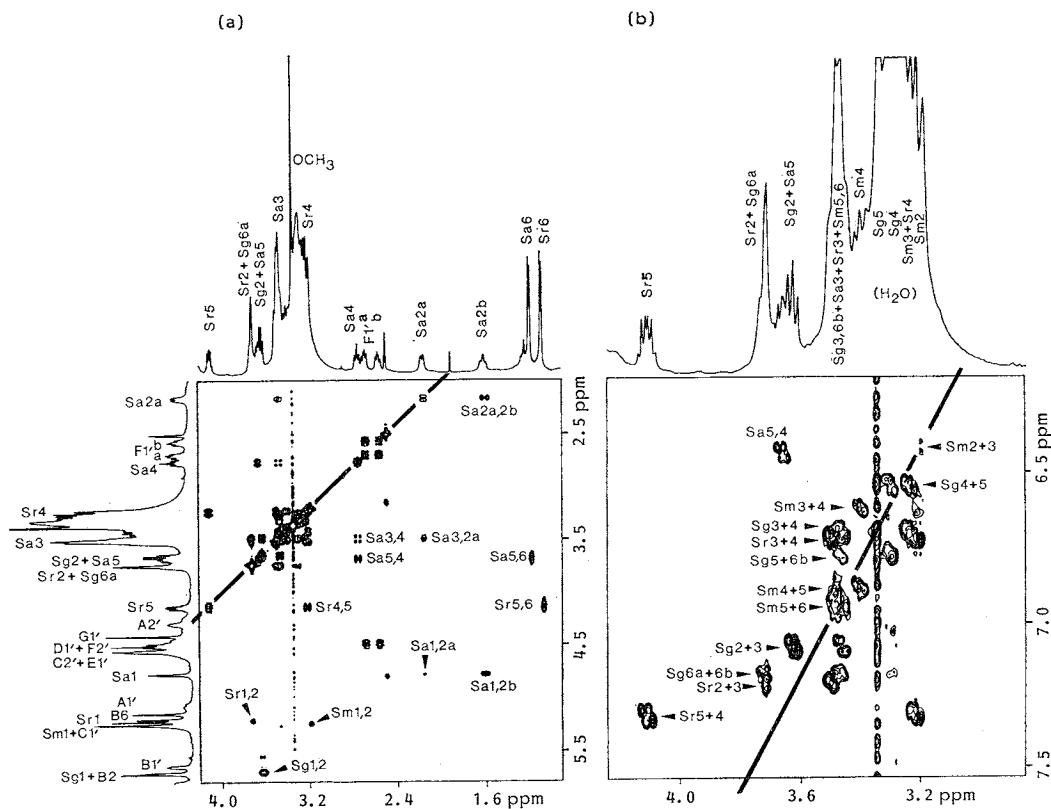 (a)
OCH3
Sr5
Sr2 + Sg6a
Sg2 + Sa5
Sa3
Sr4
Sa4
F1'a
b
Sa2a
Sa2b
Sa6
Sr6
Sa2a
F1'b
a
Sa4
Sr4
Sa3
Sg2 + Sa5
Sr2 + Sg6a
Sr5
A2'
G1'
D1' + F2'
C2' + E1'
Sa1
A1'
B6
Sr1
Sm1 + C1'
B1'
Sg1 + B2
Sa2a,2b
Sa3,4
Sa3,2a
Sa5,4
Sa5,6
Sr4,5
Sr5,6
Sa1,2a
Sa1,2b
Sr1,2
Sm1,2
Sg1,2
2.5 ppm
3.5
4.5
5.5
4.0 3.2 2.4 1.6 ppm
(b)
Sr5
Sr2 + Sg6a
Sg2 + Sa5
Sg3,6b + Sa3 + Sr3 + Sm5,6
Sm4
Sg5
Sg4
Sm3 + Sr4
Sm2
(H2O)
Sa5,4
Sm2+3
Sg4+5
Sm3+4
Sg3+4
Sr3+4
Sg5+6b
Sm4+5
Sm5+6
Sg2+3
Sg6a+6b
Sr2+3
Sr5+4
6.5 ppm
7.0
7.5
4.0 3.6 3.2 ppm